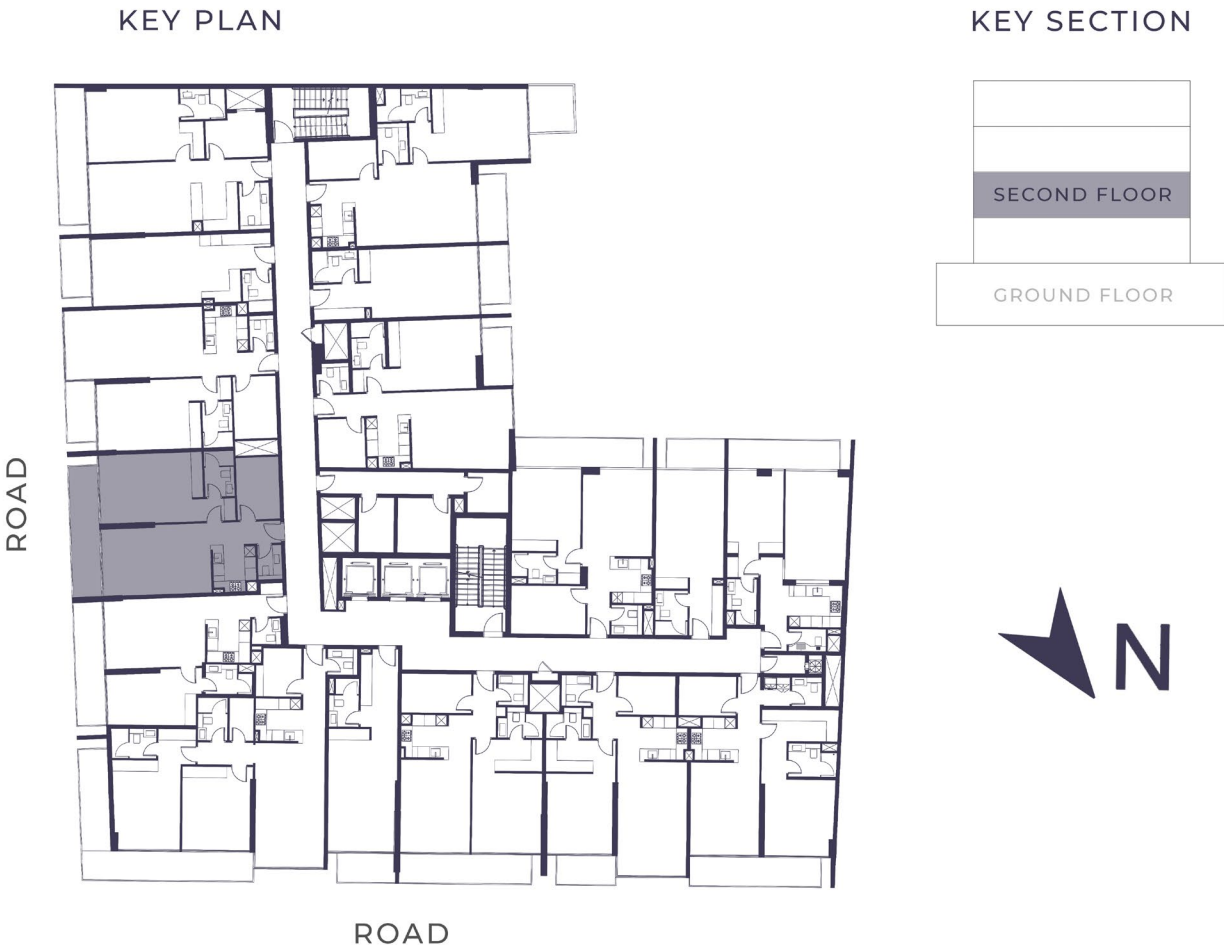 KEY PLAN
KEY SECTION
SECOND FLOOR
GROUND FLOOR
ROAD
N
ROAD